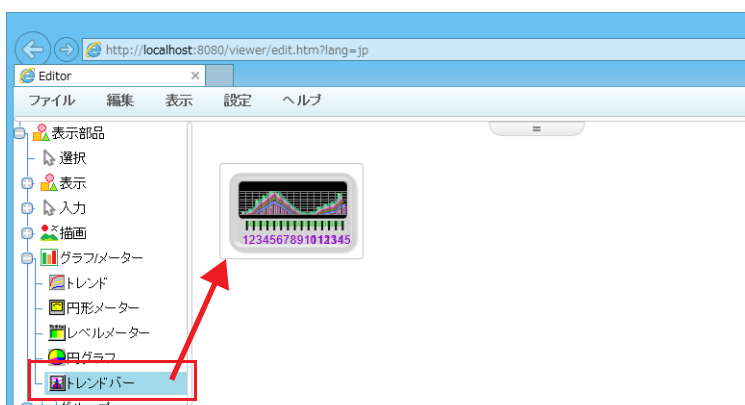 http://localhost:8080/viewer/edit.htm?lang=jp
Editor
ファイル 編集 表示 設定 ヘルプ
表示部品
選択
表示
入力
描画
グラフ/メーター
トレンド
円形メーター
レベルメーター
円グラフ
トレンドバー
123456789